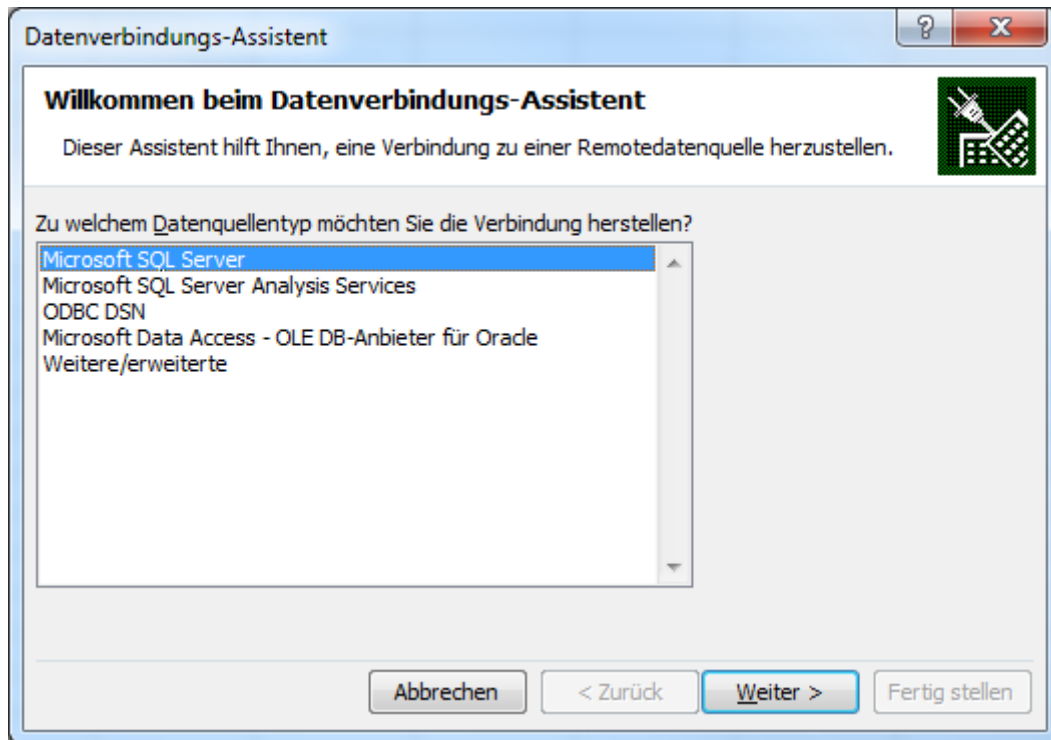 Datenverbindungs-Assistent
Willkommen beim Datenverbindungs-Assistent
Dieser Assistent hilft Ihnen, eine Verbindung zu einer Remotedatenquelle herzustellen.
Zu welchem Datenquellentyp möchten Sie die Verbindung herstellen?
Microsoft SQL Server
Microsoft SQL Server Analysis Services
ODBC DSN
Microsoft Data Access - OLE DB-Anbieter für Oracle
Weitere/erweiterte
Abbrechen < Zurück Weiter > Fertig stellen